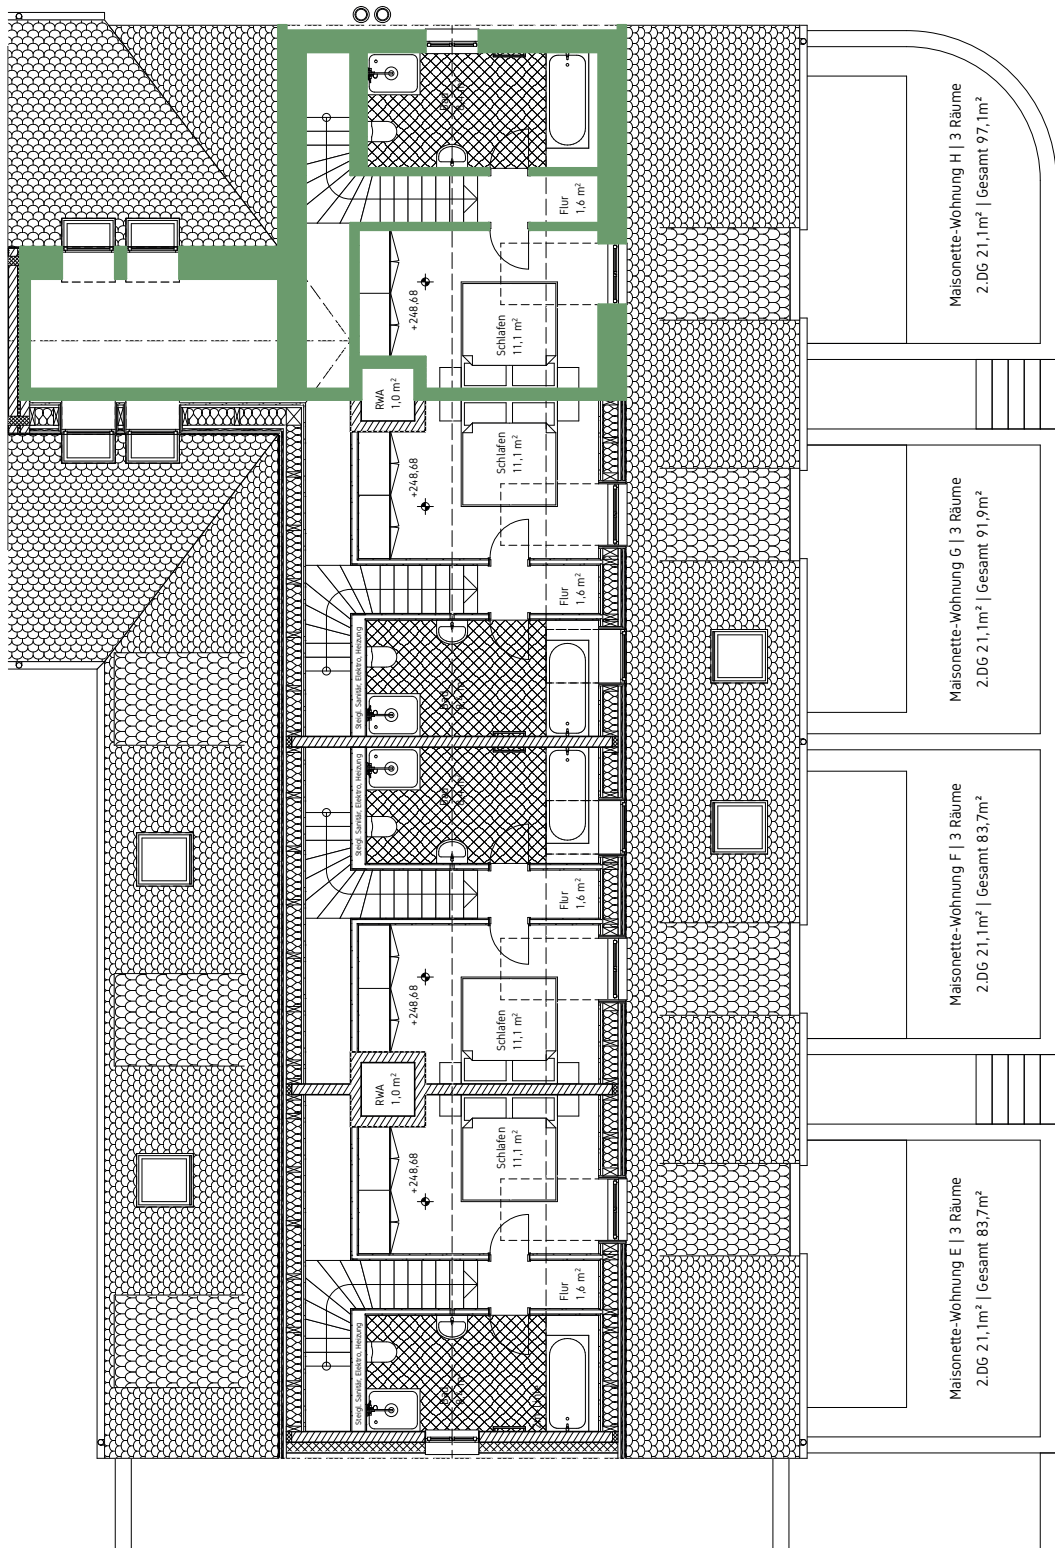 Maisonette-Wohnung H | 3 Räume
2.DG 21,1m² | Gesamt 97,1m²
Flur
1,6 m²
+248,68
Schlafen
11,1 m²
RWA
1,0 m²
Maisonette-Wohnung G | 3 Räume
2.DG 21,1m² | Gesamt 91,9m²
+248,68
Schlafen
11,1 m²
Flur
1,6 m²
Steigl. Sanitär, Elektro, Heizung
Maisonette-Wohnung F | 3 Räume
2.DG 21,1m² | Gesamt 83,7m²
Steigl. Sanitär, Elektro, Heizung
Flur
1,6 m²
+248,68
Schlafen
11,1 m²
RWA
1,0 m²
Maisonette-Wohnung E | 3 Räume
2.DG 21,1m² | Gesamt 83,7m²
+248,68
Schlafen
11,1 m²
Flur
1,6 m²
Steigl. Sanitär, Elektro, Heizung